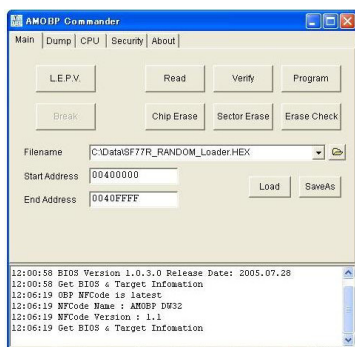 AMOBP Commander
Main Dump CPU Security About
L.E.P.V. Read Verify Program
Break Chip Erase Sector Erase Erase Check
Filename C:\Data\SF77R_RANDOM_Loader.HEX
Start Address 00400000
End Address 0040FFFF
Load SaveAs
12:00:58 BIOS Version 1.0.3.0 Release Date: 2005.07.28
12:00:58 Get BIOS & Target Infomation
12:06:19 OBP NFCode is latest
12:06:19 NFCode Name : AMOBP DW32
12:06:19 NFCode Version : 1.1
12:06:19 Get BIOS & Target Infomation